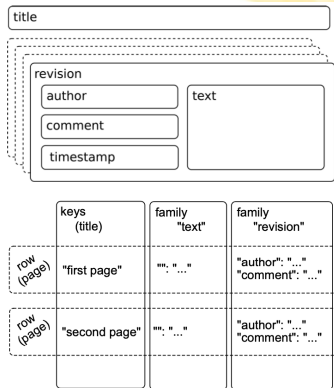 title
revision
author
text
comment
timestamp
keys
(title)
family
"text"
family
"revision"
row
(page)
"first page"
"": "..."
"author": "..."
"comment": "..."
row
(page)
"second page"
"": "..."
"author": "..."
"comment": "..."